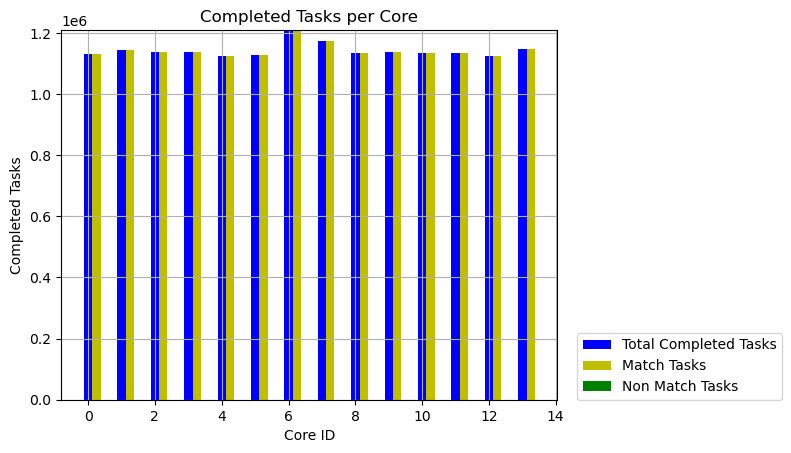 Completed Tasks per Core
1e6
1.2
1.0
0.8
0.6
0.4
0.2
0.0
Completed Tasks
0 2 4 6 8 10 12 14
Core ID
Total Completed Tasks
Match Tasks
Non Match Tasks